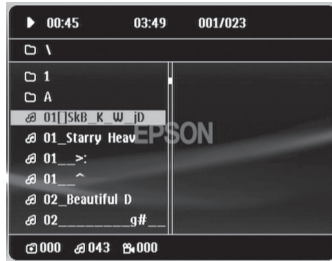 00:45 03:49 001/023
\
1
A
01[]SkB_K_W_jD
01_Starry Heav
01__>:
01__^
02_Beautiful D
02________g#__
000 043 000
EPSON